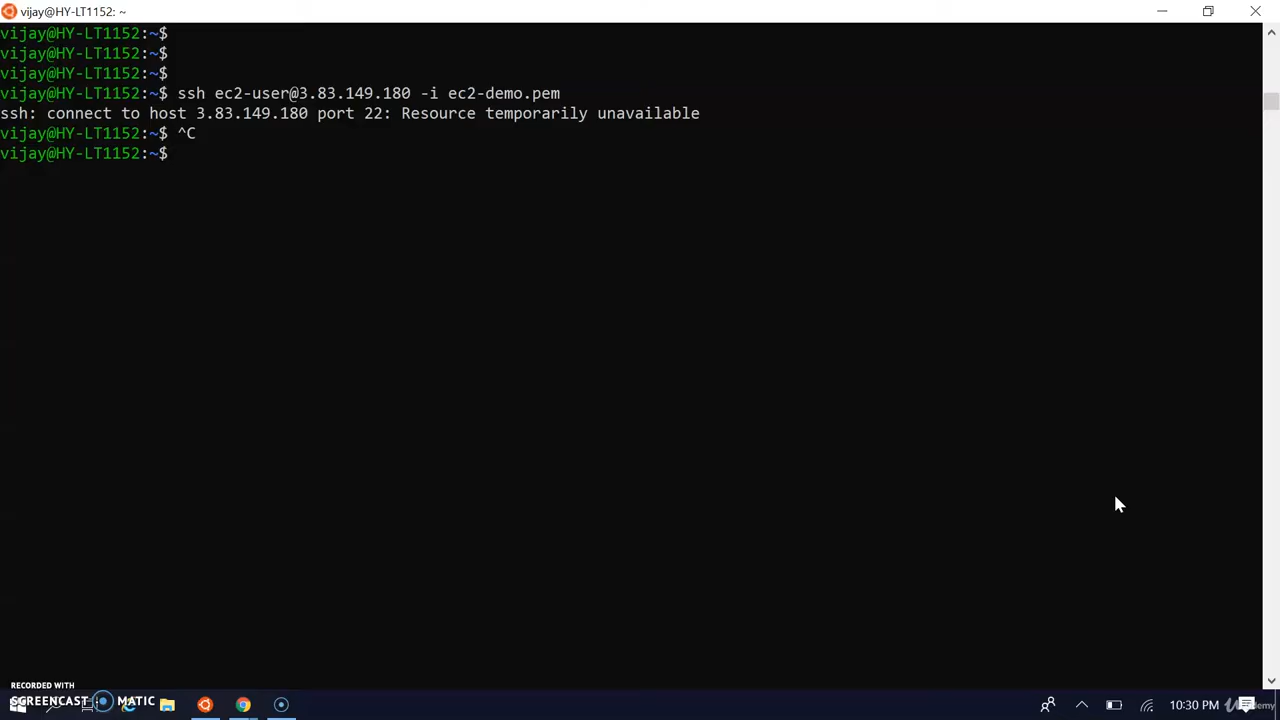 vijay@HY-LT1152: ~
vijay@HY-LT1152:~$
vijay@HY-LT1152:~$
vijay@HY-LT1152:~$
vijay@HY-LT1152:~$ ssh ec2-user@3.83.149.180 -i ec2-demo.pem
ssh: connect to host 3.83.149.180 port 22: Resource temporarily unavailable
vijay@HY-LT1152:~$ ^C
vijay@HY-LT1152:~$
RECORDED WITH
SCREENCAST MATIC
10:30 PM